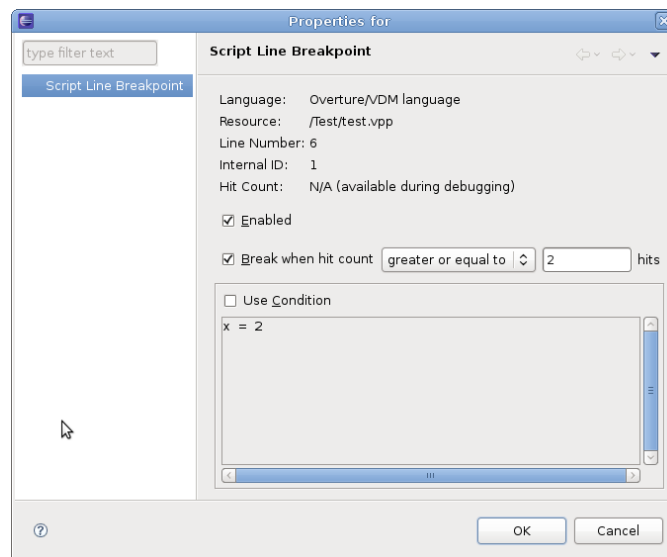 Properties for
type filter text
Script Line Breakpoint
Script Line Breakpoint
Language: Overture/VDM language
Resource: /Test/test.vpp
Line Number: 6
Internal ID: 1
Hit Count: N/A (available during debugging)
Enabled
Break when hit count greater or equal to 2 hits
Use Condition
x = 2
OK Cancel